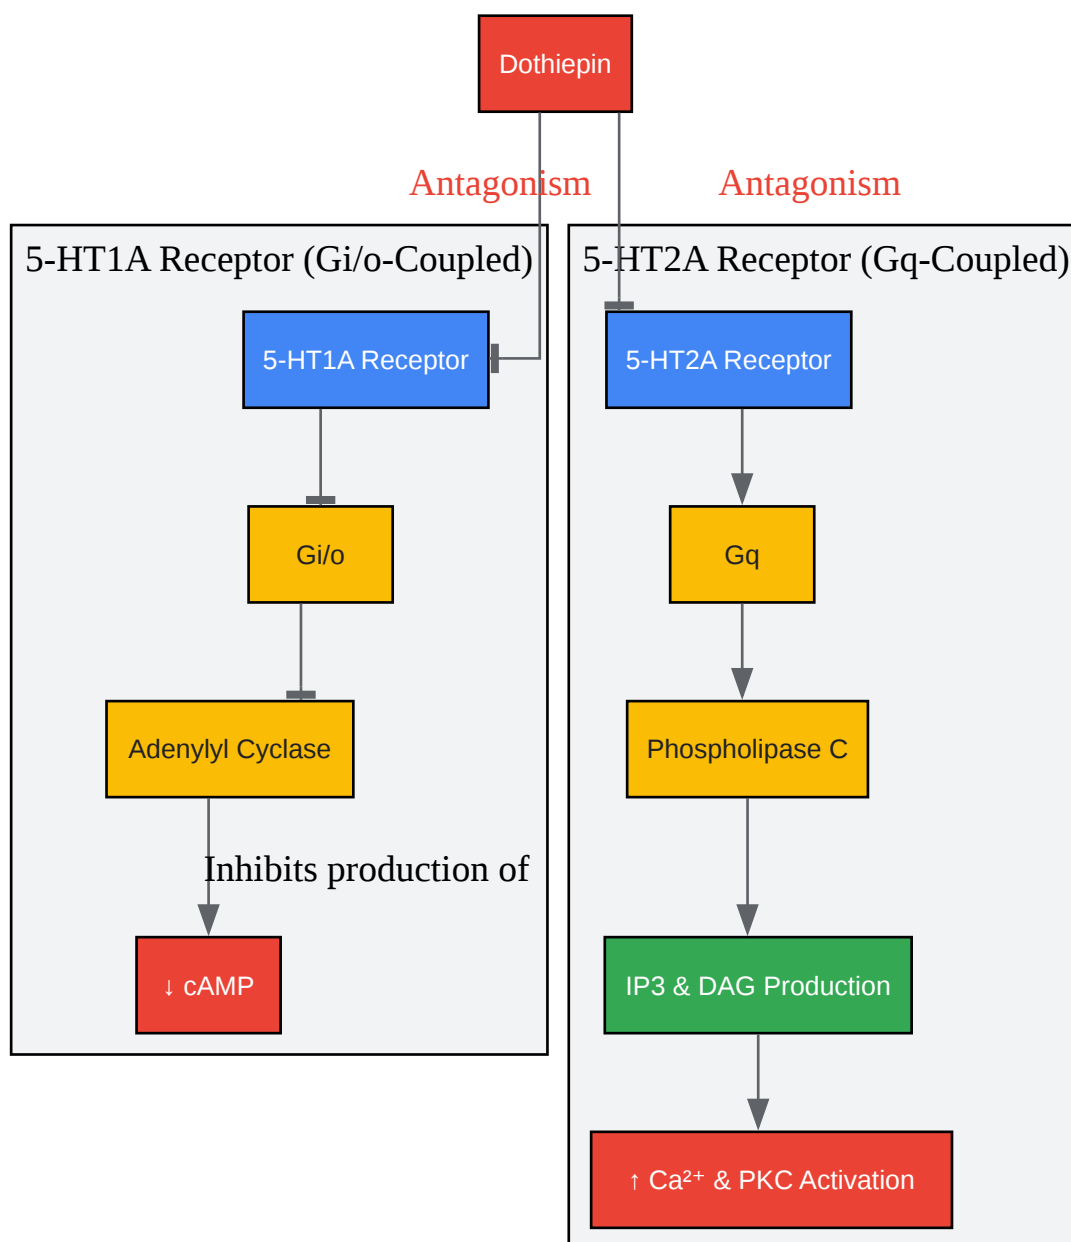 Dothiepin
Antagonism
Antagonism
5-HT1A Receptor (Gi/o-Coupled)
5-HT1A Receptor
Gi/o
Adenylyl Cyclase
Inhibits production of
↓ cAMP
5-HT2A Receptor (Gq-Coupled)
5-HT2A Receptor
Gq
Phospholipase C
IP3 & DAG Production
↑ Ca²⁺ & PKC Activation